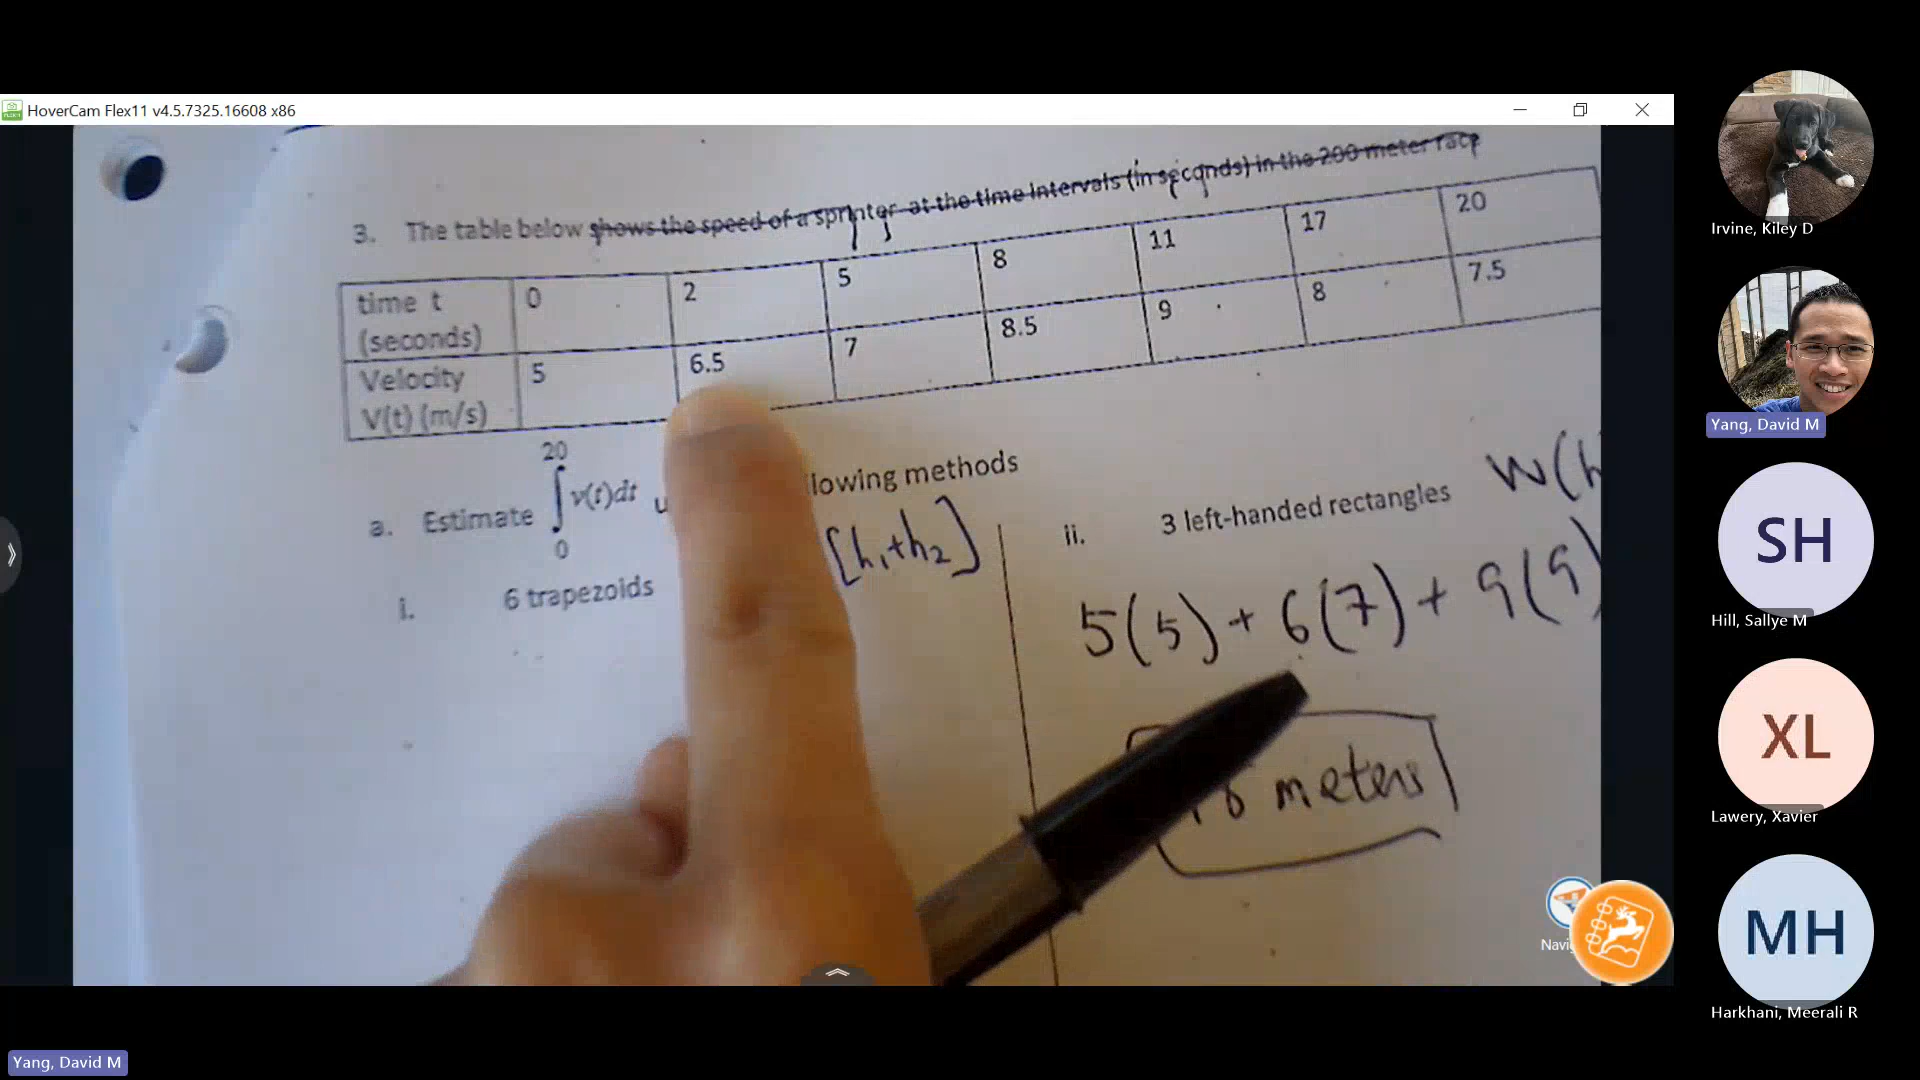 HoverCam Flex11 v4.5.7325.16608 x86
3. The table below shows the speed of a sprinter at the time intervals (in seconds) in the 200 meter race
time t (seconds) 0 2 5 8 11 17 20
Velocity V(t) (m/s) 5 6.5 7 8.5 9 8 7.5
a. Estimate ∫ 20 0 v(t)dt u lowing methods
i. 6 trapezoids [h₁+h₂]
ii. 3 left-handed rectangles W(h
5(5) + 6(7) + 9(9)
meters
Navi
Irvine, Kiley D
Yang, David M
SH
Hill, Sallye M
XL
Lawery, Xavier
MH
Harkhani, Meerali R
Yang, David M